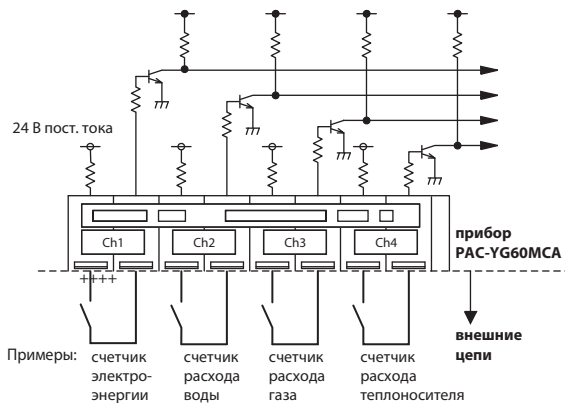 24 В пост. тока
Ch1 Ch2 Ch3 Ch4
прибор
PAC-YG60MCA
++++
внешние
цепи
Примеры: счетчик электро-энергии
счетчик расхода воды
счетчик расхода газа
счетчик расхода теплоносителя